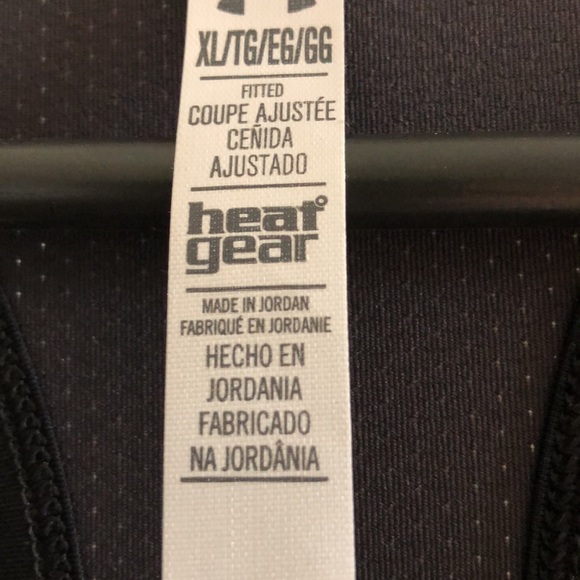 XL/TG/EG/GG
FITTED
COUPE AJUSTÉE
CEÑIDA
AJUSTADO
heat
gear
MADE IN JORDAN
FABRIQUÉ EN JORDANIE
HECHO EN
JORDANIA
FABRICADO
NA JORDÂNIA